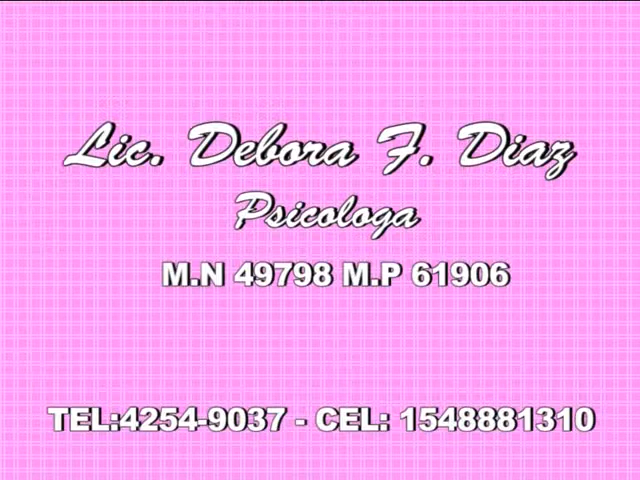 Lic. Debora F. Diaz
Psicologa
M.N 49798 M.P 61906
TEL:4254-9037 - CEL: 1548881310